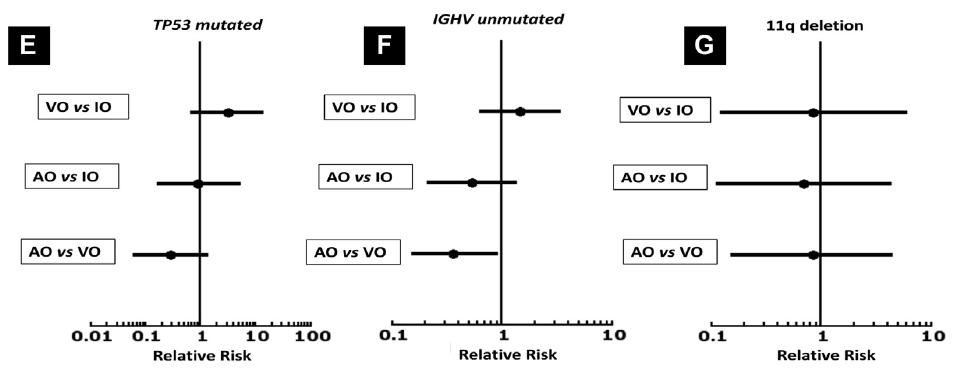 E
TP53 mutated
VO vs IO
AO vs IO
AO vs VO
0.01 0.1 1 10 100
Relative Risk
F
IGHV unmutated
VO vs IO
AO vs IO
AO vs VO
0.1 1 10
Relative Risk
G
11q deletion
VO vs IO
AO vs IO
AO vs VO
0.1 1 10
Relative Risk